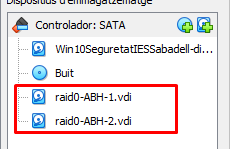 Dispositius d'emmagatzematge
Controlador: SATA
Win10SeguretatIESSabadell-di...
Buit
raid0-ABH-1.vdi
raid0-ABH-2.vdi